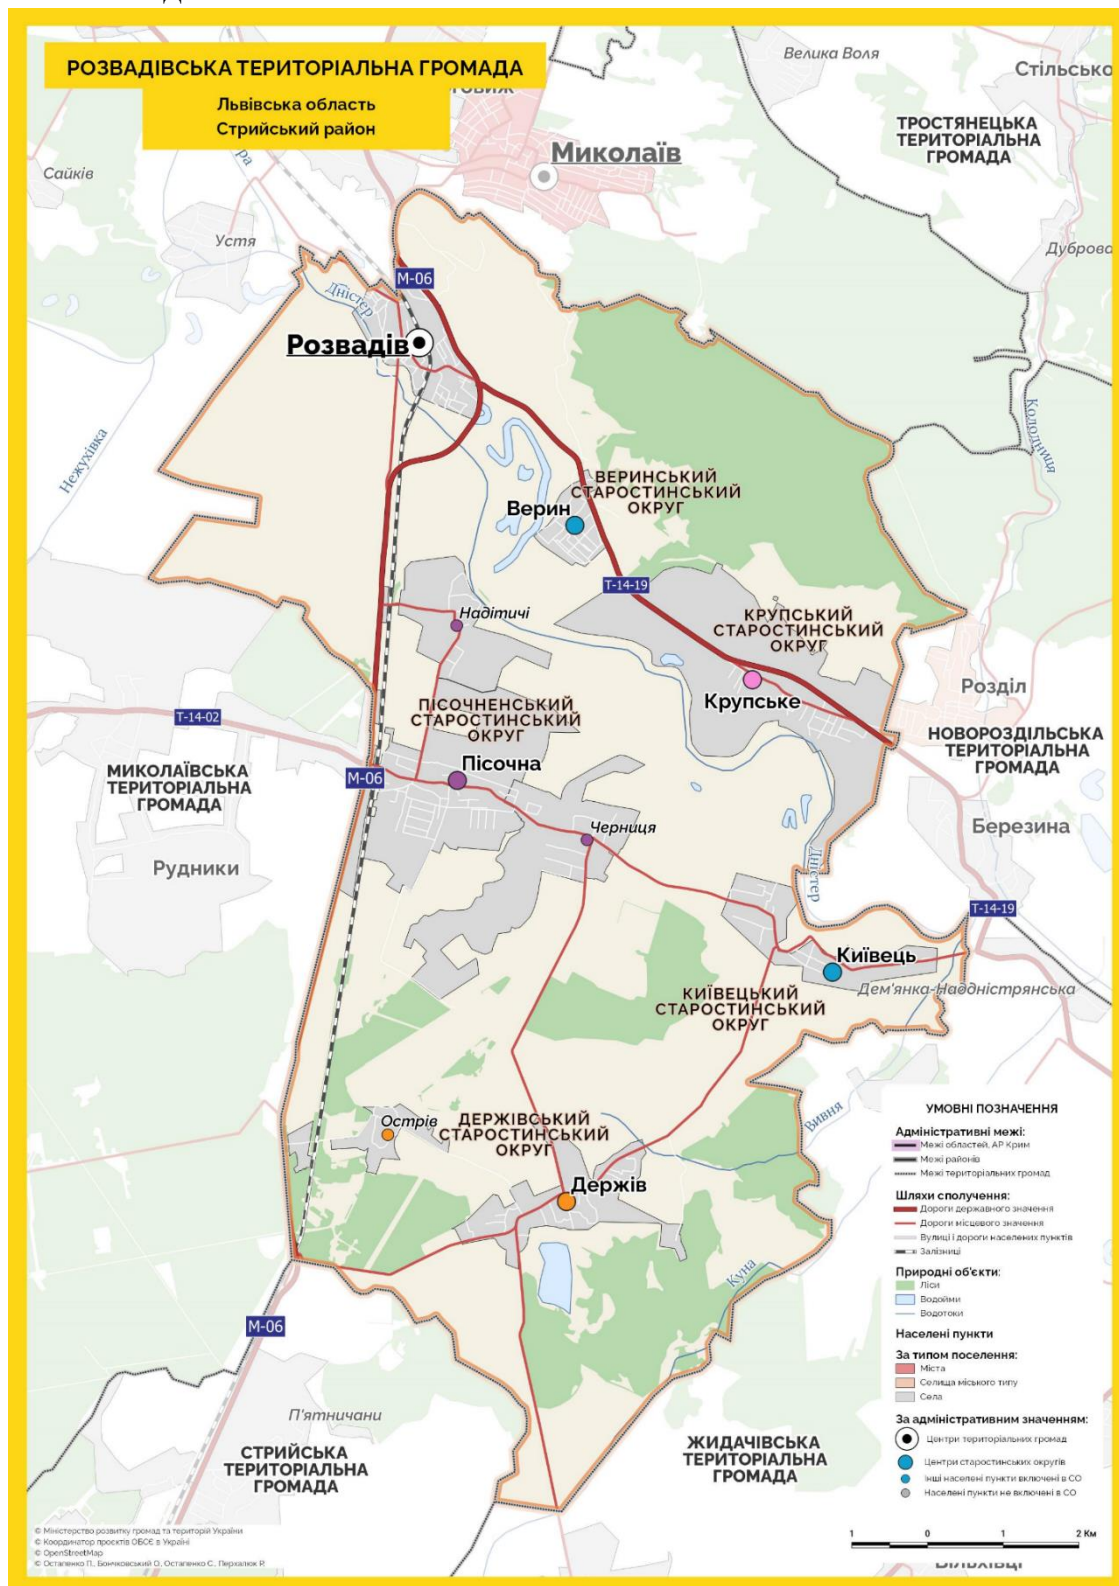 РОЗВАДІВСЬКА ТЕРИТОРІАЛЬНА ГРОМАДА
Львівська область
Стрийський район
Велика Воля
Стільсько
ТРОСТЯНЕЦЬКА
ТЕРИТОРІАЛЬНА
ГРОМАДА
Миколаїв
Сайків
Устя
Дуброва
М-06
Дністер
Розвадів
Колодниця
Нежухівка
ВЕРИНСЬКИЙ
СТАРОСТИНСЬКИЙ
ОКРУГ
Верин
Т-14-19
Надітичі
КРУПСЬКИЙ
СТАРОСТИНСЬКИЙ
ОКРУГ
Крупське
Розділ
ПІСОЧНЕНСЬКИЙ
СТАРОСТИНСЬКИЙ
ОКРУГ
Т-14-02
НОВОРОЗДІЛЬСЬКА
ТЕРИТОРІАЛЬНА
ГРОМАДА
МИКОЛАЇВСЬКА
ТЕРИТОРІАЛЬНА
ГРОМАДА
М-06
Пісочна
Черниця
Березина
Рудники
Дністер
Т-14-19
Київець
Дем'янка-Наддністрянська
КИЇВЕЦЬКИЙ
СТАРОСТИНСЬКИЙ
ОКРУГ
Вивня
Острів
ДЕРЖІВСЬКИЙ
СТАРОСТИНСЬКИЙ
ОКРУГ
Держів
Куна
М-06
П'ятничани
СТРИЙСЬКА
ТЕРИТОРІАЛЬНА
ГРОМАДА
ЖИДАЧІВСЬКА
ТЕРИТОРІАЛЬНА
ГРОМАДА
УМОВНІ ПОЗНАЧЕННЯ
Адміністративні межі:
Межі областей, АР Крим
Межі районів
Межі територіальних громад
Шляхи сполучення:
Дороги державного значення
Дороги місцевого значення
Вулиці і дороги населених пунктів
Залізниці
Природні об'єкти:
Ліси
Водойми
Водотоки
Населені пункти
За типом поселення:
Міста
Селища міського типу
Села
За адміністративним значенням:
Центри територіальних громад
Центри старостинських округів
Інші населені пункти включені в СО
Населені пункти не включені в СО
1 0 1 2 Км
© Міністерство розвитку громад та територій України
© Координатор проєктів ОБСЄ в Україні
© OpenStreetMap
© Остапенко П., Бончковський О., Остапенко С., Перхалюк Р.